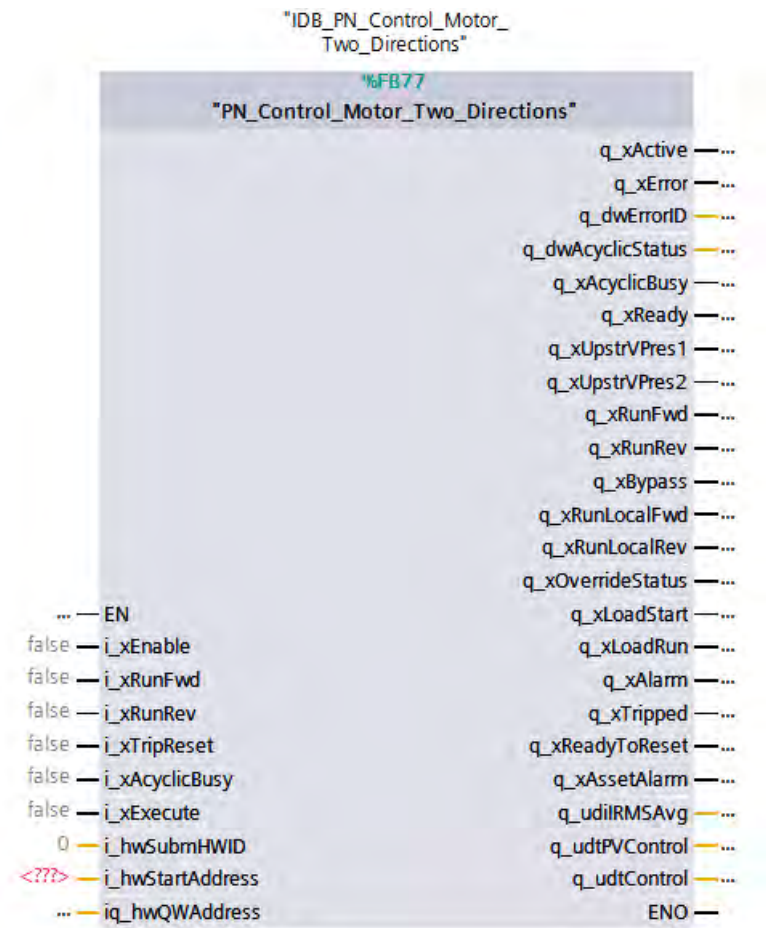 "IDB_PN_Control_Motor_
Two_Directions"
%FB77
"PN_Control_Motor_Two_Directions"
q_xActive ...
q_xError ...
q_dwErrorID ...
q_dwAcyclicStatus ...
q_xAcyclicBusy ...
q_xReady ...
q_xUpstrVPres1 ...
q_xUpstrVPres2 ...
q_xRunFwd ...
q_xRunRev ...
q_xBypass ...
q_xRunLocalFwd ...
q_xRunLocalRev ...
q_xOverrideStatus ...
... EN q_xLoadStart ...
false i_xEnable q_xLoadRun ...
false i_xRunFwd q_xAlarm ...
false i_xRunRev q_xTripped ...
false i_xTripReset q_xReadyToReset ...
false i_xAcyclicBusy q_xAssetAlarm ...
false i_xExecute q_udiIRMSAvg ...
0 i_hwSubmHWID q_udtPVControl ...
<???> i_hwStartAddress q_udtControl ...
... iq_hwQWAddress ENO